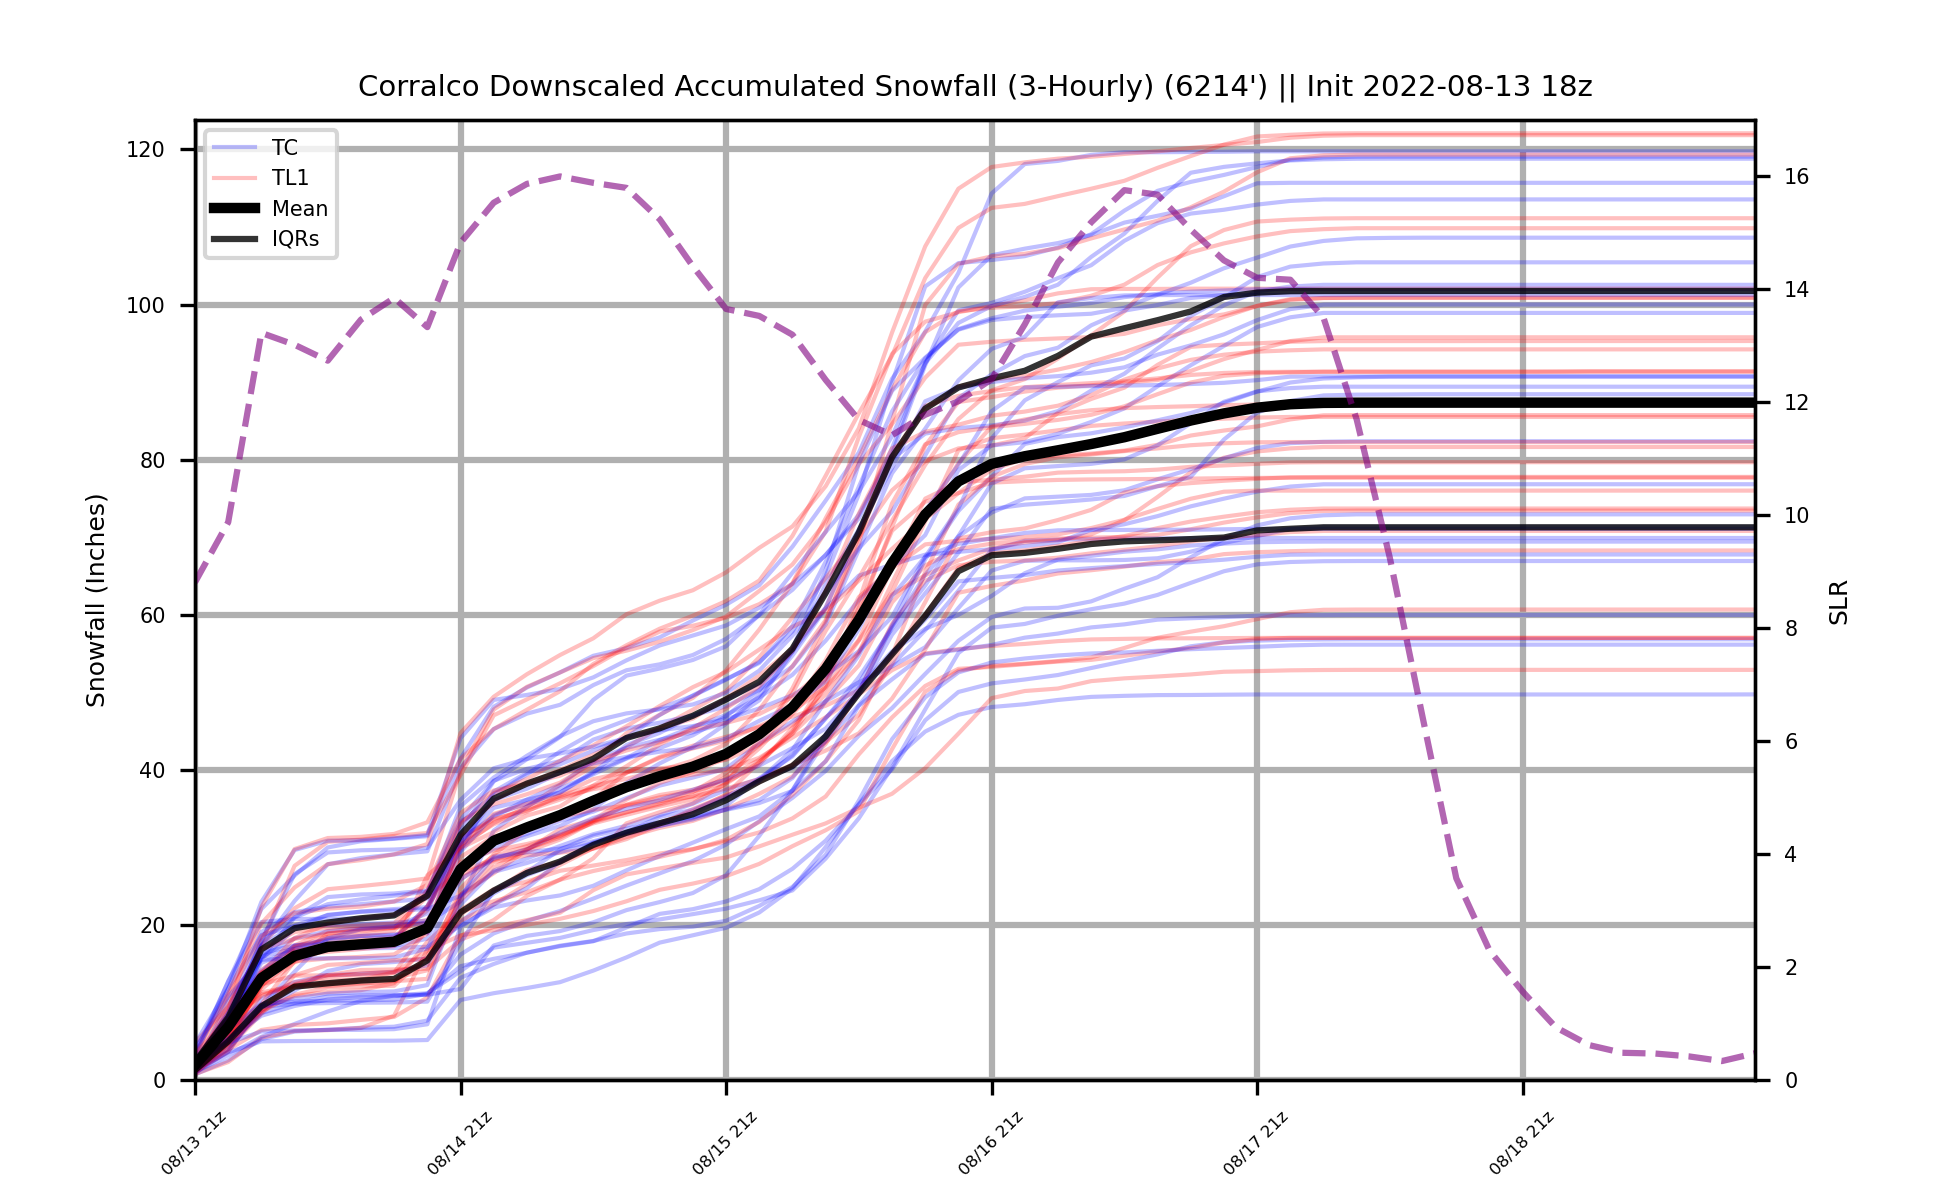 Corralco Downscaled Accumulated Snowfall (3-Hourly) (6214') || Init 2022-08-13 18z
TC
TL1
Mean
IQRs
Snowfall (Inches)
120
100
80
60
40
20
0
SLR
16
14
12
10
8
6
4
2
0
08/13 21z
08/14 21z
08/15 21z
08/16 21z
08/17 21z
08/18 21z